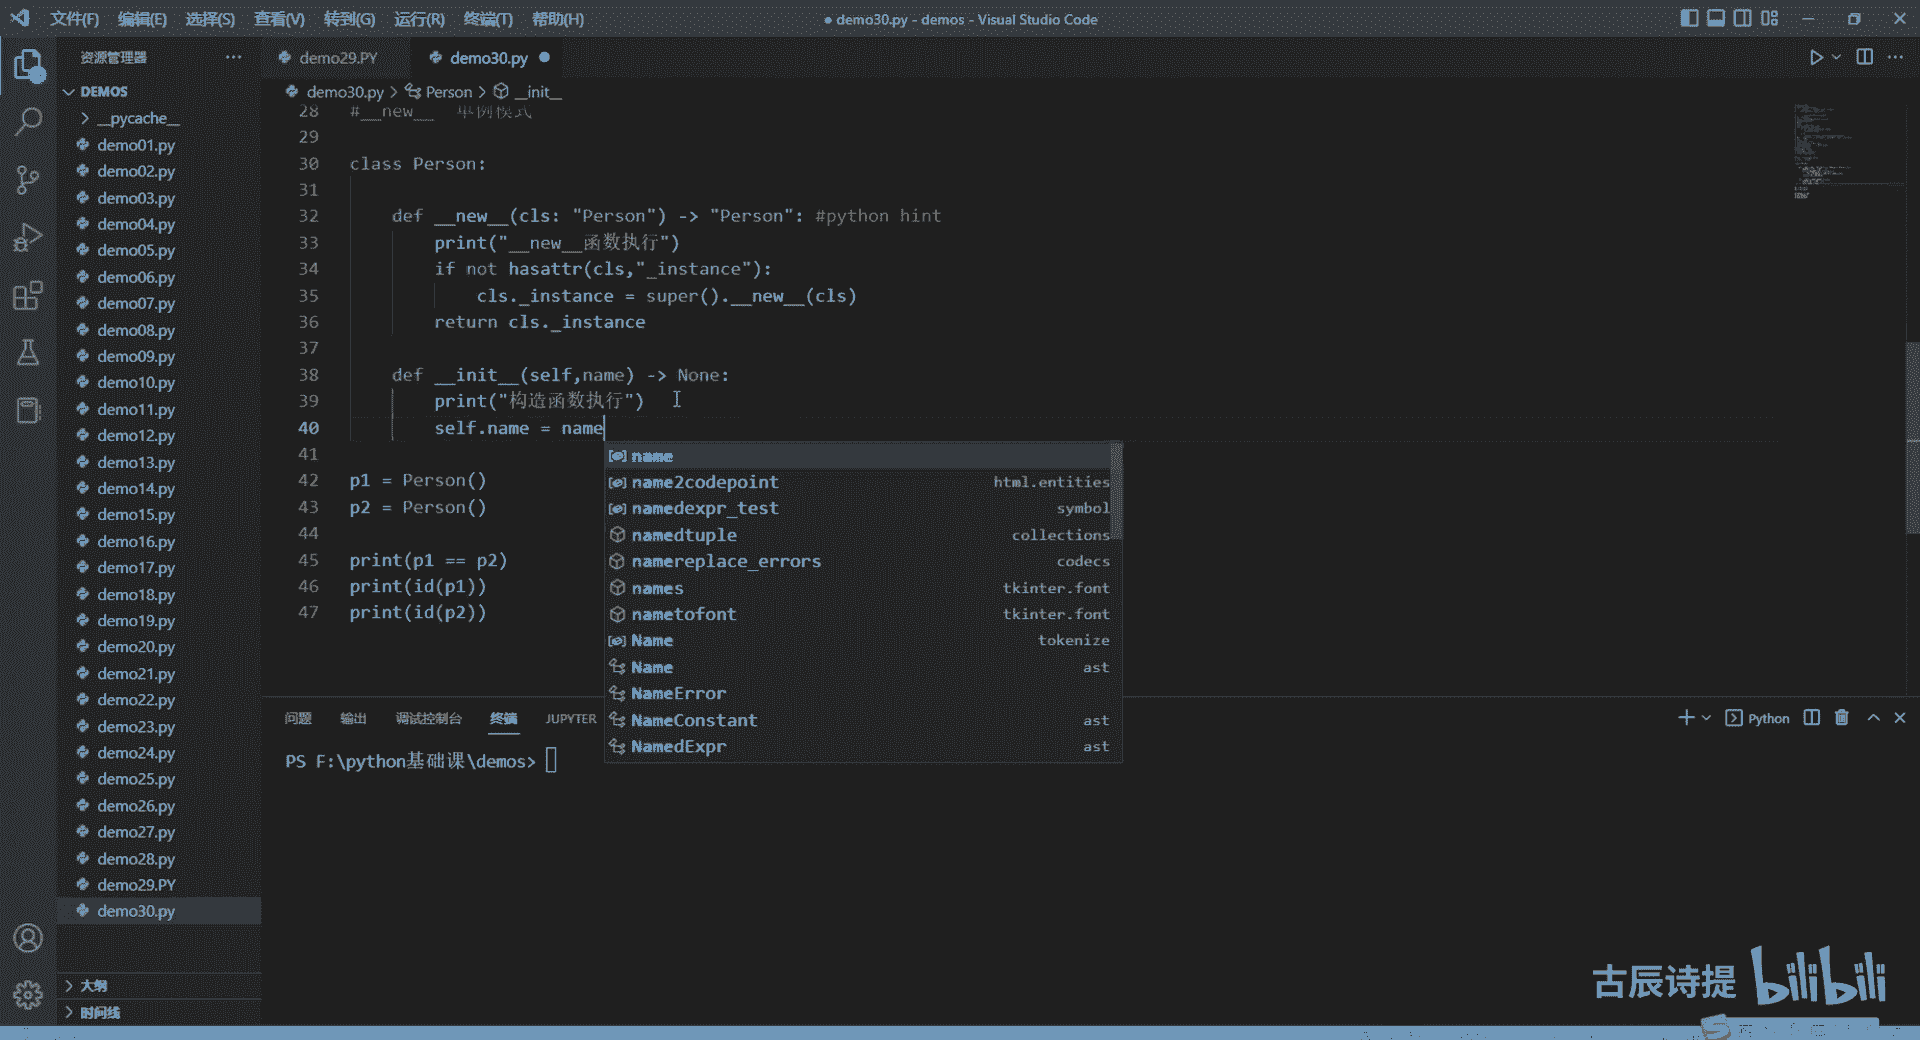 文件(F) 编辑(E) 选择(S) 查看(V) 转到(G) 运行(R) 终端(T) 帮助(H)
● demo30.py - demos - Visual Studio Code
资源管理器
DEMOS
__pycache__
demo01.py
demo02.py
demo03.py
demo04.py
demo05.py
demo06.py
demo07.py
demo08.py
demo09.py
demo10.py
demo11.py
demo12.py
demo13.py
demo14.py
demo15.py
demo16.py
demo17.py
demo18.py
demo19.py
demo20.py
demo21.py
demo22.py
demo23.py
demo24.py
demo25.py
demo26.py
demo27.py
demo28.py
demo29.PY
demo30.py
大纲
时间线
demo29.PY
demo30.py
demo30.py > Person > __init__
28 #__new__ 单例模式
29
30 class Person:
31
32 def __new__(cls: "Person") -> "Person": #python hint
33 print("__new__函数执行")
34 if not hasattr(cls,"_instance"):
35 cls._instance = super().__new__(cls)
36 return cls._instance
37
38 def __init__(self,name) -> None:
39 print("构造函数执行")
40 self.name = name
41
42 p1 = Person()
43 p2 = Person()
44
45 print(p1 == p2)
46 print(id(p1))
47 print(id(p2))
name
name2codepoint html.entities
namedexpr_test symbol
namedtuple collections
namereplace_errors codecs
names tkinter.font
nametofont tkinter.font
Name tokenize
Name ast
NameError
NameConstant ast
NamedExpr ast
问题 输出 调试控制台 终端 JUPYTER
Python
PS F:\python基础课\demos>
古辰诗提 bilibili